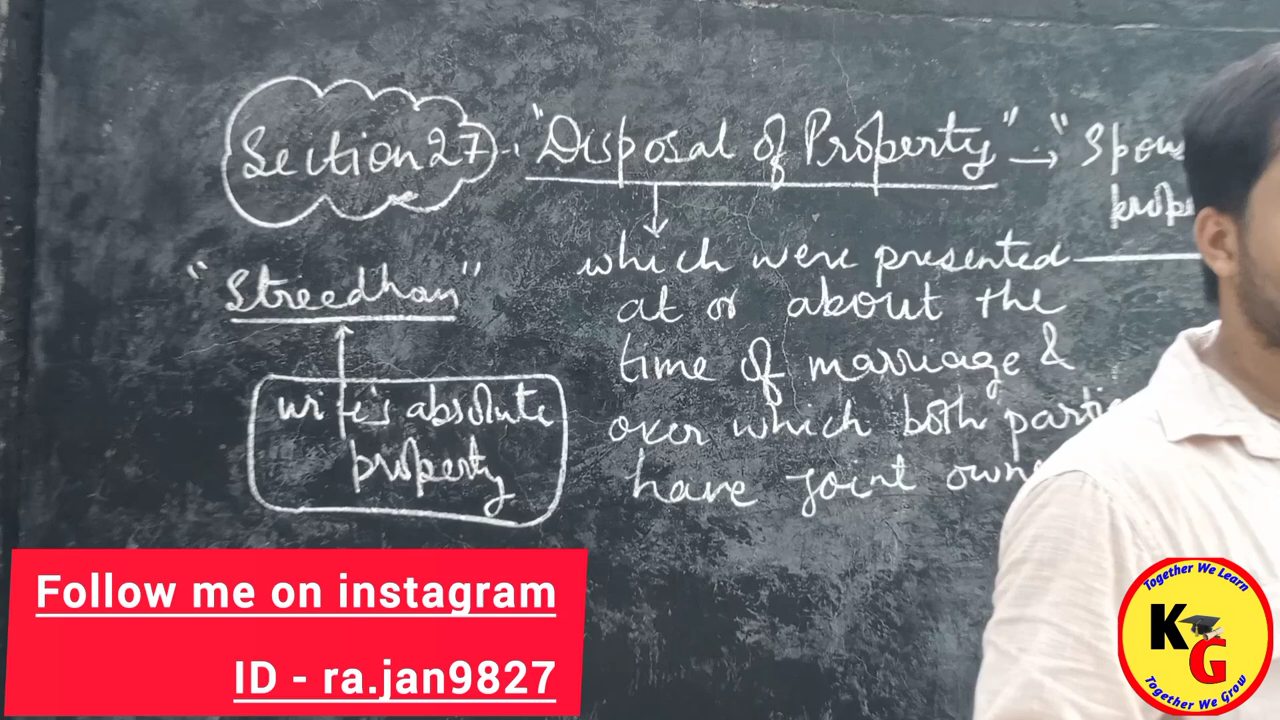 Section 27 - "Disposal of Property" → "Spou
prop
"Streedhan"
wife's absolute
property
which were presented
at or about the
time of marriage &
over which both parti
have joint own
Follow me on instagram
ID - ra.jan9827
Together We Learn
KG
Together We Grow